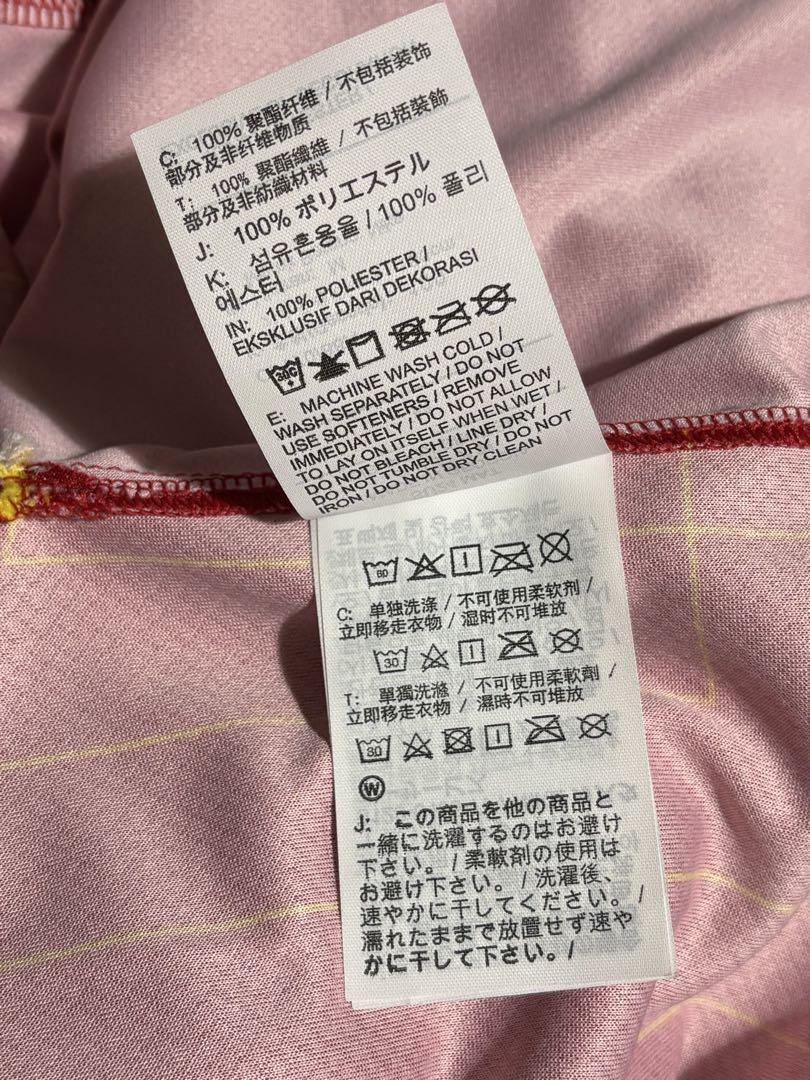 C: 100% 聚酯纤维 / 不包括装饰
部分及非纤维物质
T: 100% 聚酯纖維 / 不包括裝飾
部分及非紡織材料
J: 100% ポリエステル
K: 섬유혼용율 / 100% 폴리
에스터
IN: 100% POLIESTER /
EKSKLUSIF DARI DEKORASI
30C
E: MACHINE WASH COLD /
WASH SEPARATELY / DO NOT
USE SOFTENERS / REMOVE
IMMEDIATELY / DO NOT ALLOW
TO LAY ON ITSELF WHEN WET /
DO NOT BLEACH / LINE DRY /
DO NOT TUMBLE DRY / DO NOT
IRON / DO NOT DRY CLEAN
C: 单独洗涤 / 不可使用柔软剂 /
立即移走衣物 / 湿时不可堆放
30
T: 單獨洗滌 / 不可使用柔軟劑 /
立即移走衣物 / 濕時不可堆放
30
W
J: この商品を他の商品と
一緒に洗濯するのはお避け
下さい。 / 柔軟剤の使用は
お避け下さい。 / 洗濯後、
速やかに干してください。 /
濡れたままで放置せず速や
かに干して下さい。/